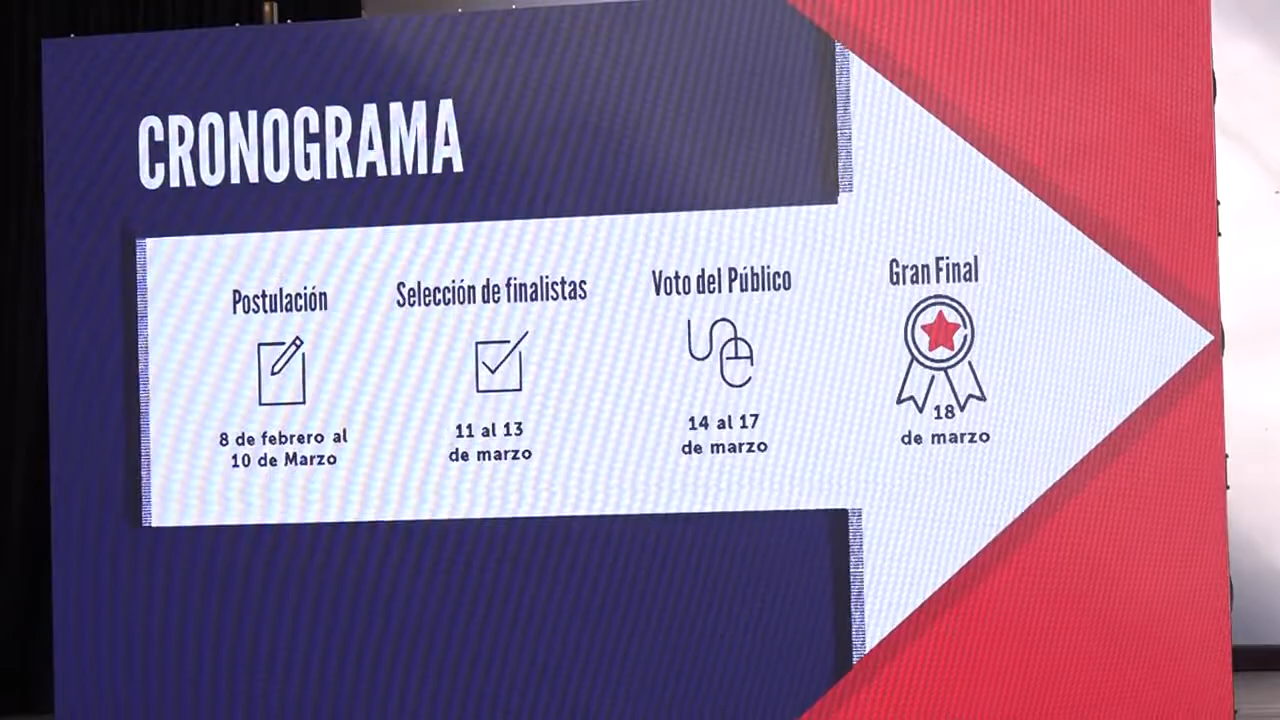 CRONOGRAMA
Postulación
8 de febrero al
10 de Marzo
Selección de finalistas
11 al 13
de marzo
Voto del Público
14 al 17
de marzo
Gran Final
18
de marzo